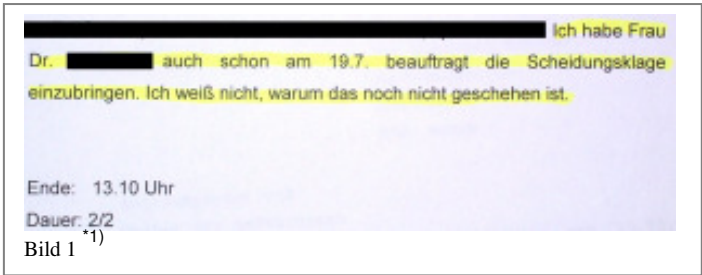 Ich habe Frau
Dr. auch schon am 19.7. beauftragt die Scheidungsklage
einzubringen. Ich weiß nicht, warum das noch nicht geschehen ist.
Ende: 13.10 Uhr
Dauer: 2/2
Bild 1 *1)